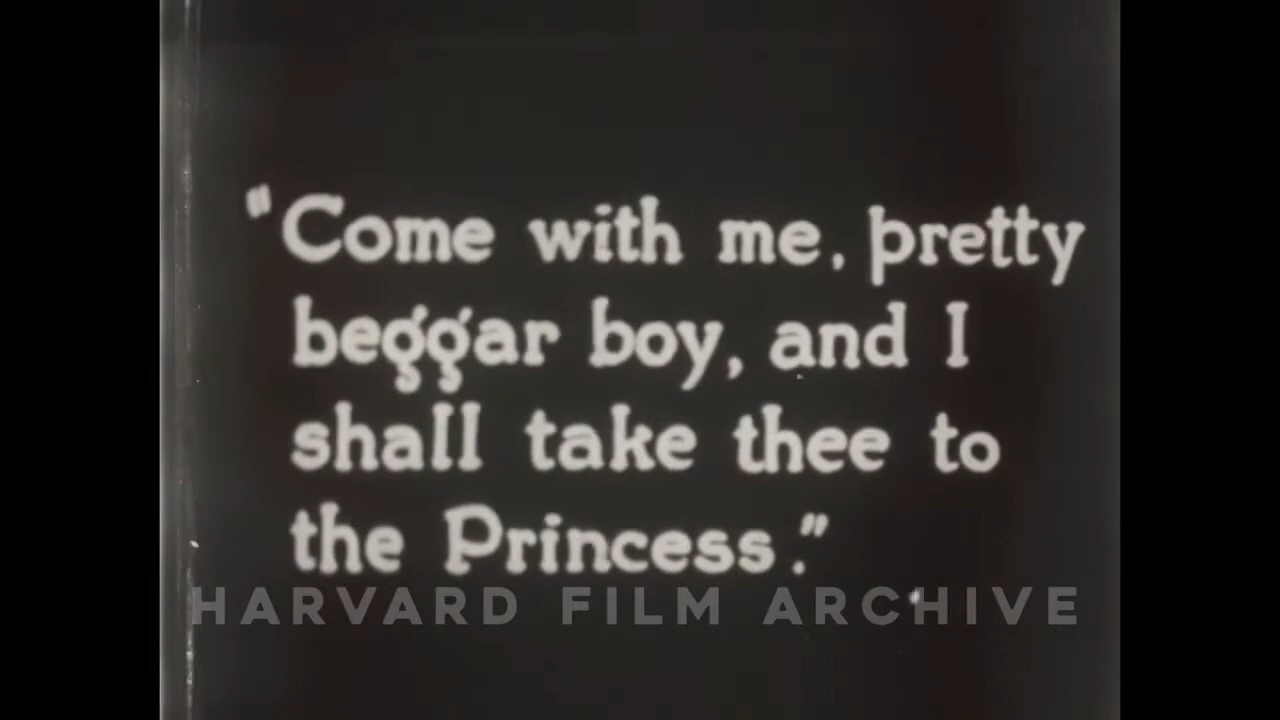 "Come with me, pretty
beggar boy, and I
shall take thee to
the Princess."
HARVARD FILM ARCHIVE